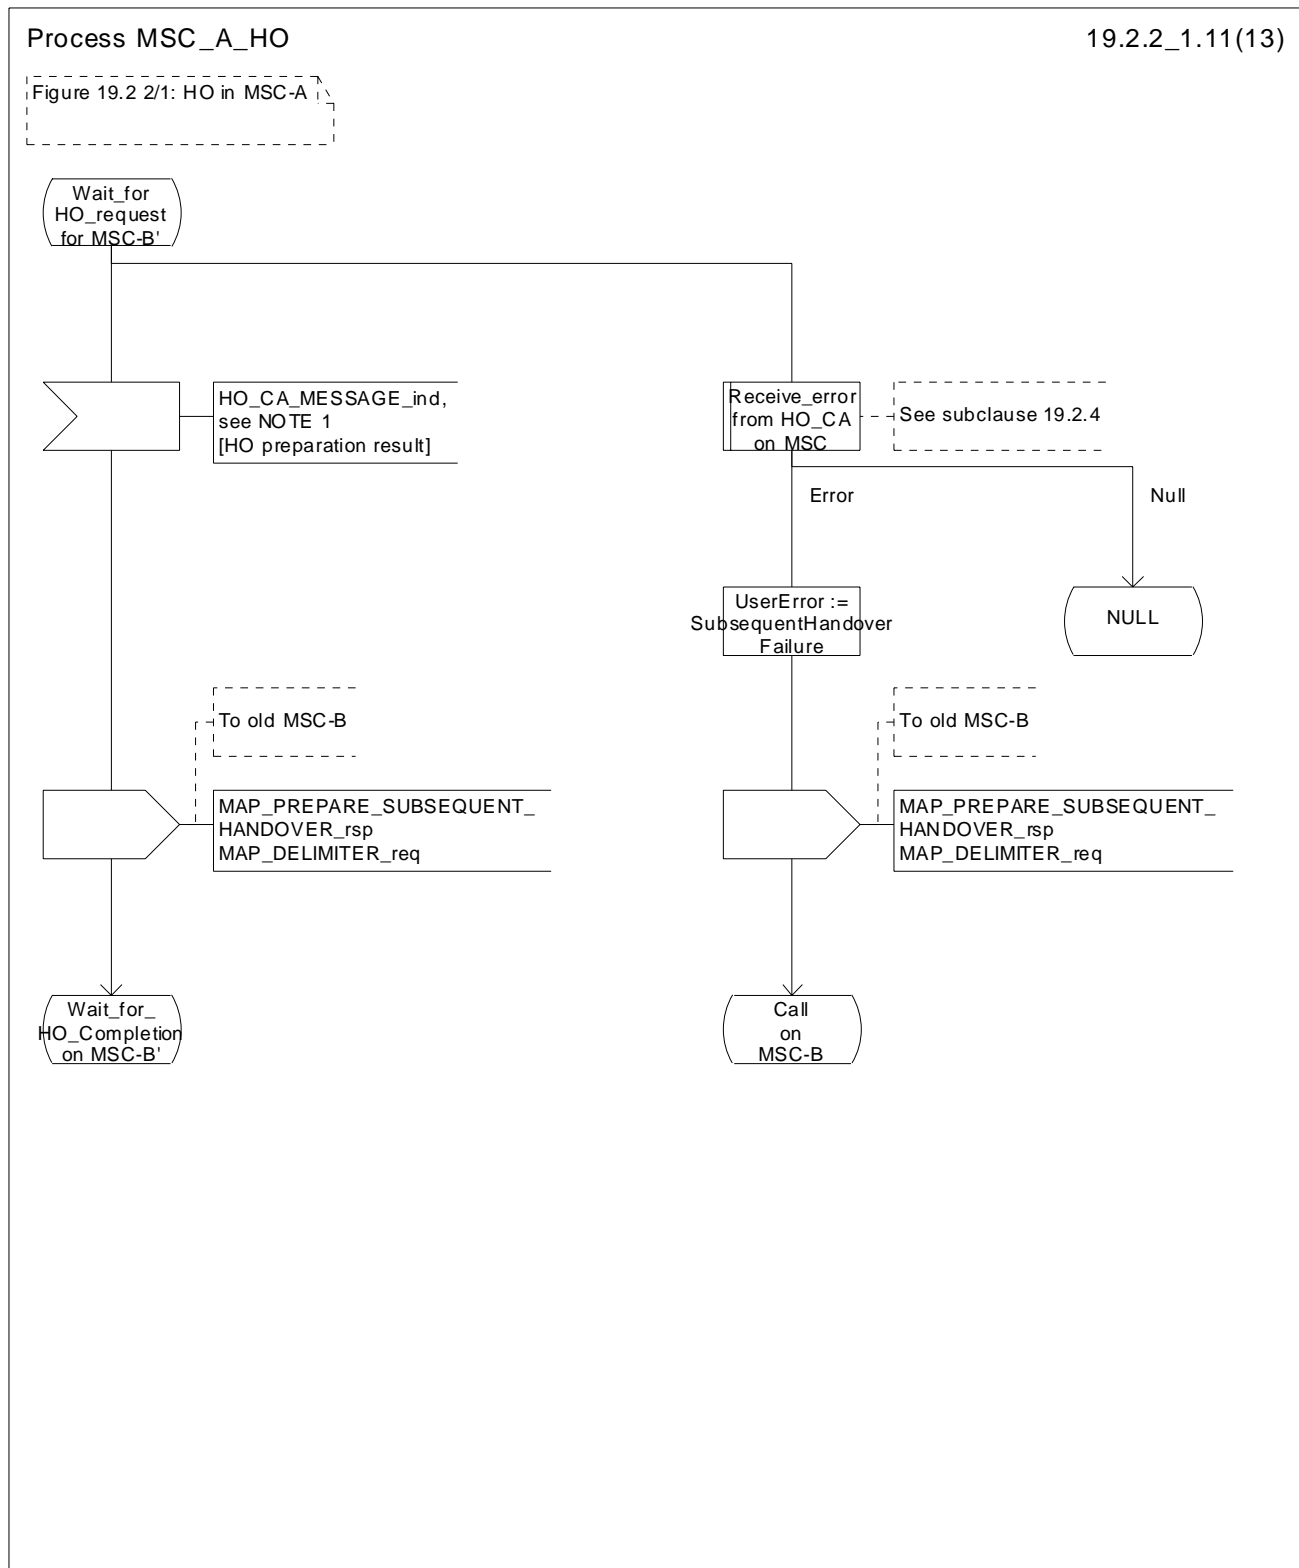 Process MSC_A_HO
19.2.2_1.11(13)
Figure 19.2 2/1: HO in MSC-A
Wait_for
HO_request
for MSC-B'
HO_CA_MESSAGE_ind,
see NOTE 1
[HO preparation result]
Receive_error
from HO_CA
on MSC
See subclause 19.2.4
Error
Null
UserError :=
SubsequentHandover
Failure
NULL
To old MSC-B
To old MSC-B
MAP_PREPARE_SUBSEQUENT_
HANDOVER_rsp
MAP_DELIMITER_req
MAP_PREPARE_SUBSEQUENT_
HANDOVER_rsp
MAP_DELIMITER_req
Wait_for_
HO_Completion
on MSC-B'
Call
on
MSC-B